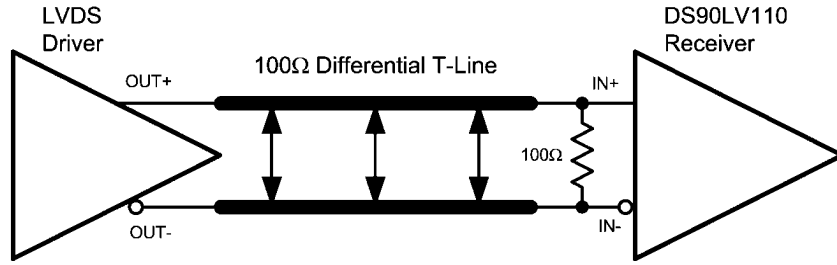 LVDS
Driver
DS90LV110
Receiver
OUT+
100Ω Differential T-Line
IN+
100Ω
OUT-
IN-